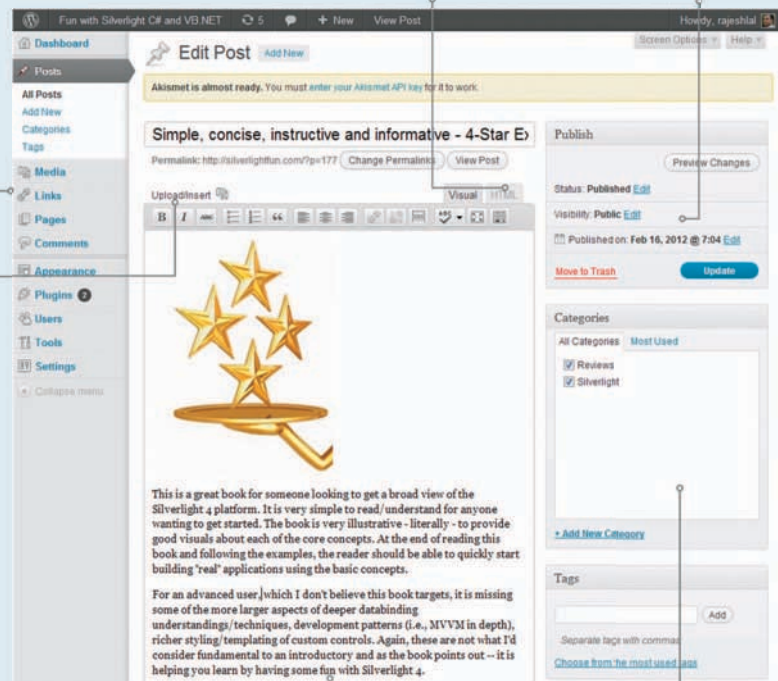 Fun with Silverlight C# and VB.NET 5 + New View Post Howdy, rajeshlal
Screen Options Help
Dashboard
Posts
All Posts
Add New
Categories
Tags
Media
Links
Pages
Comments
Appearance
Plugins 2
Users
Tools
Settings
Collapse menu
Edit Post Add New
Akismet is almost ready. You must enter your Akismet API key for it to work.
Simple, concise, instructive and informative - 4-Star Ex
Permalink: http://silverlightfun.com/?p=177 Change Permalinks View Post
Upload/Insert Visual HTML
B I ABC ABC
This is a great book for someone looking to get a broad view of the
Silverlight 4 platform. It is very simple to read/understand for anyone
wanting to get started. The book is very illustrative - literally - to provide
good visuals about each of the core concepts. At the end of reading this
book and following the examples, the reader should be able to quickly start
building "real" applications using the basic concepts.
For an advanced user, which I don't believe this book targets, it is missing
some of the more larger aspects of deeper databinding
understandings/techniques, development patterns (i.e., MVVM in depth),
richer styling/templating of custom controls. Again, these are not what I'd
consider fundamental to an introductory and as the book points out -- it is
helping you learn by having some fun with Silverlight 4.
Publish
Preview Changes
Status: Published Edit
Visibility: Public Edit
Published on: Feb 16, 2012 @ 7:04 Edit
Move to Trash Update
Categories
All Categories Most Used
Reviews
Silverlight
+ Add New Category
Tags
Add
Separate tags with commas
Choose from the most used tags